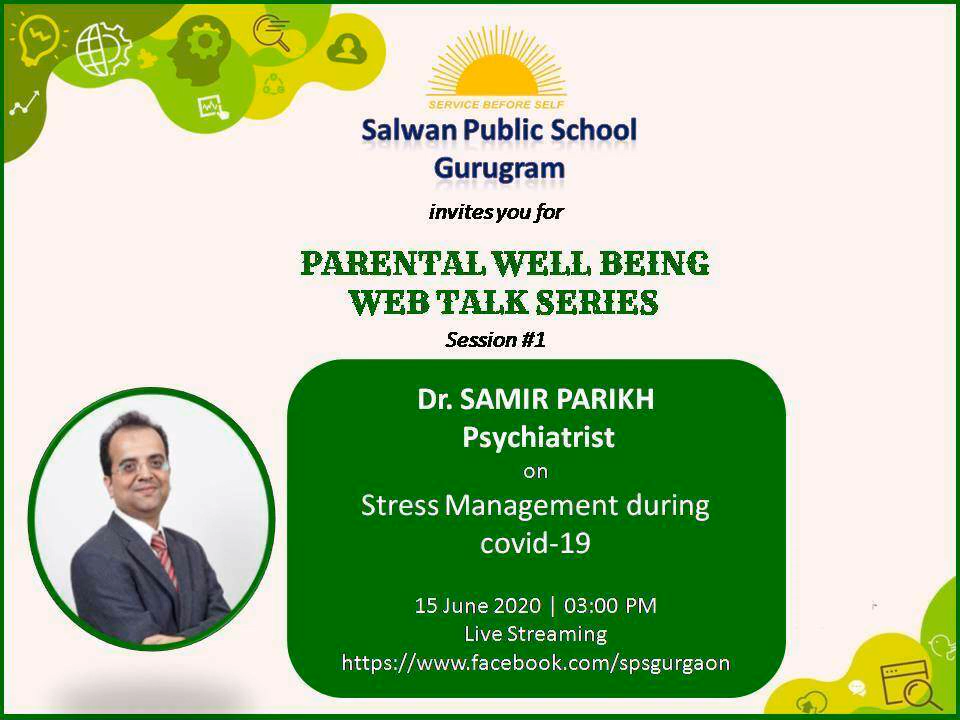 SERVICE BEFORE SELF
Salwan Public School
Gurugram
invites you for
PARENTAL WELL BEING
WEB TALK SERIES
Session #1
Dr. SAMIR PARIKH
Psychiatrist
on
Stress Management during
covid-19
15 June 2020 | 03:00 PM
Live Streaming
https://www.facebook.com/spsgurgaon